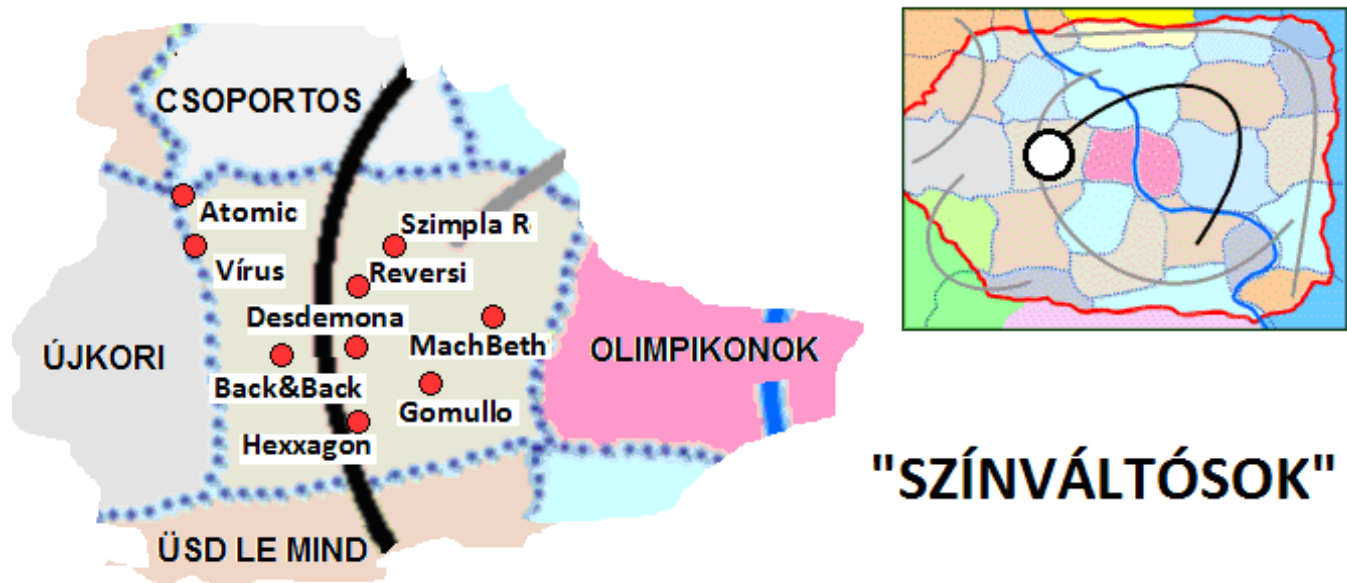 CSOPORTOS
Atomic
Szimpla R
Vírus
Reversi
Desdemona
ÚJKORI
MachBeth
OLIMPIKONOK
Back&Back
Gomullo
Hexxagon
"SZÍNVÁLTÓSOK"
ÜSD LE MIND